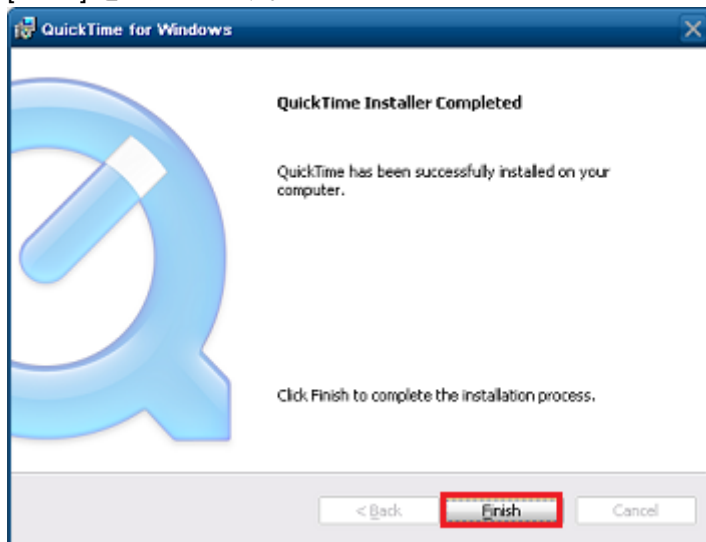 QuickTime for Windows
QuickTime Installer Completed
QuickTime has been successfully installed on your
computer.
Click Finish to complete the installation process.
< Back Finish Cancel